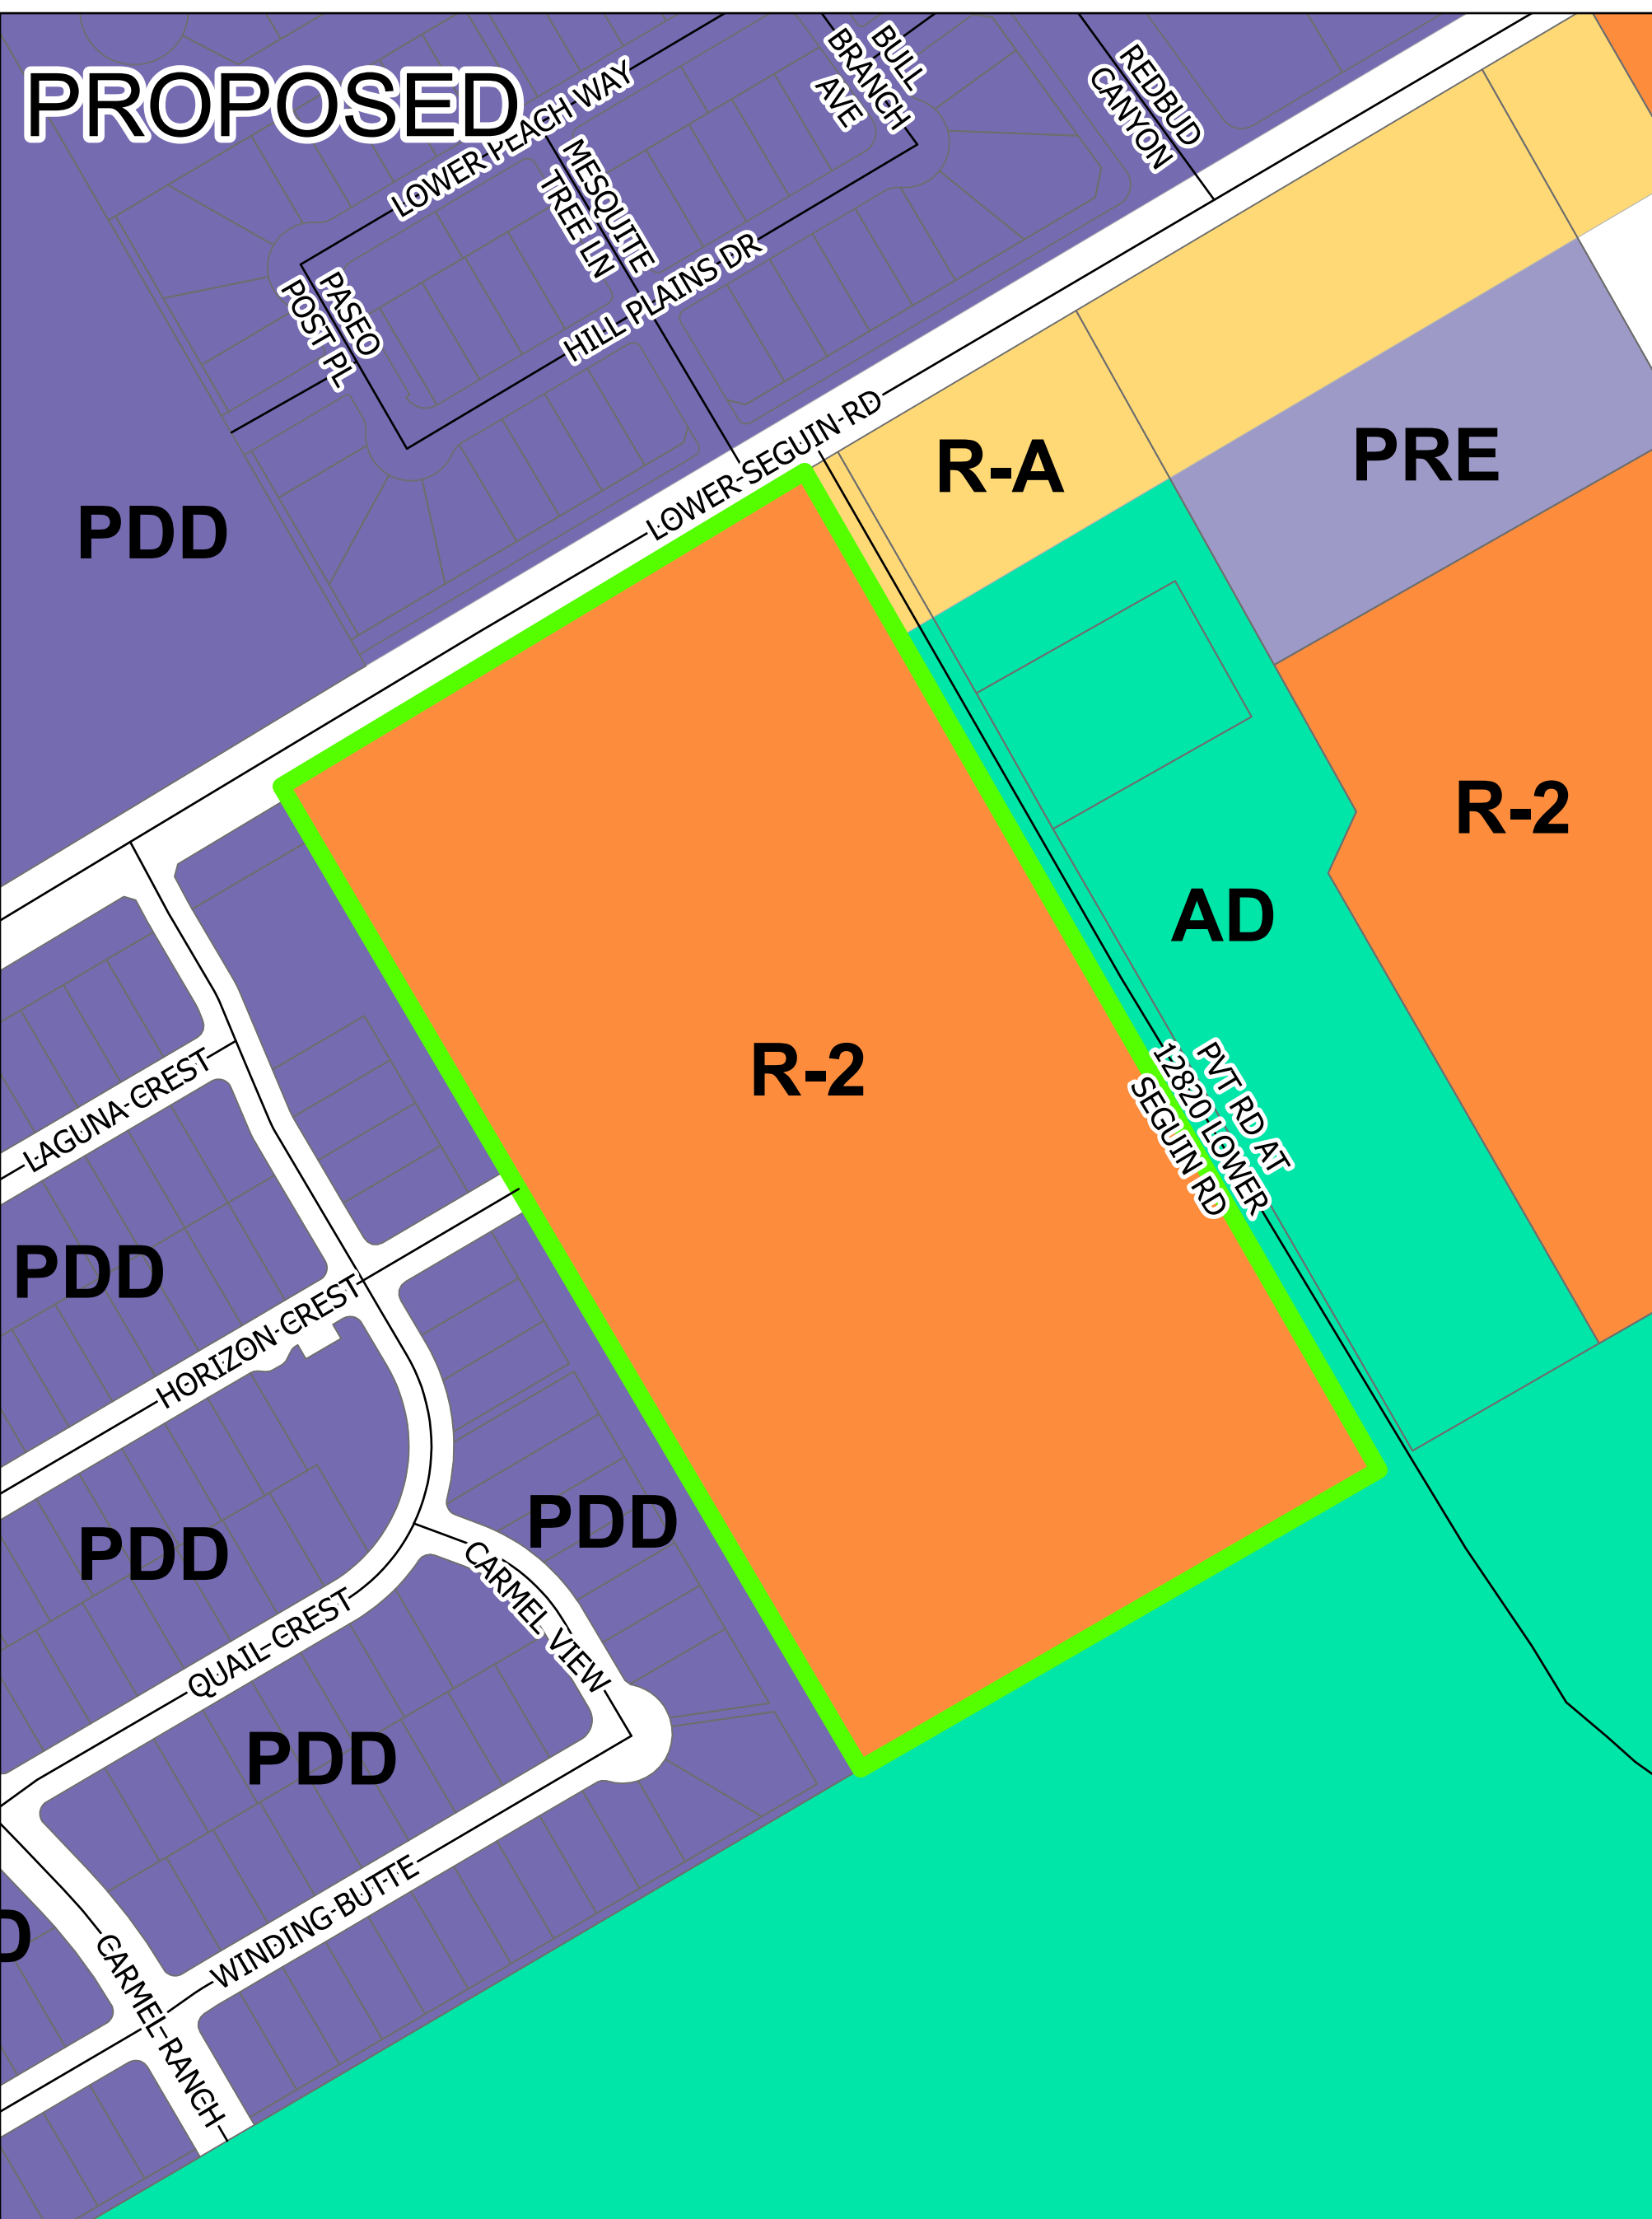 PROPOSED
LOWER PEACH WAY
BULL
BRANCH
AVE
REDBUD
CANYON
MESQUITE
TREE LN
HILL PLAINS DR
PASEO
POST PL
LOWER SEGUIN RD
R-A
PRE
PDD
R-2
AD
R-2
PVT RD AT
12820 LOWER
SEGUIN RD
LAGUNA CREST
PDD
HORIZON CREST
PDD
PDD
CARMEL VIEW
QUAIL CREST
PDD
WINDING BUTTE
D
CARMEL RANCH